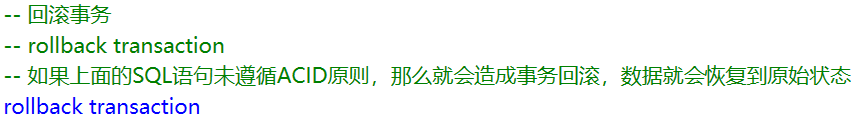 -- 回滚事务
-- rollback transaction
-- 如果上面的SQL语句未遵循ACID原则，那么就会造成事务回滚，数据就会恢复到原始状态
rollback transaction